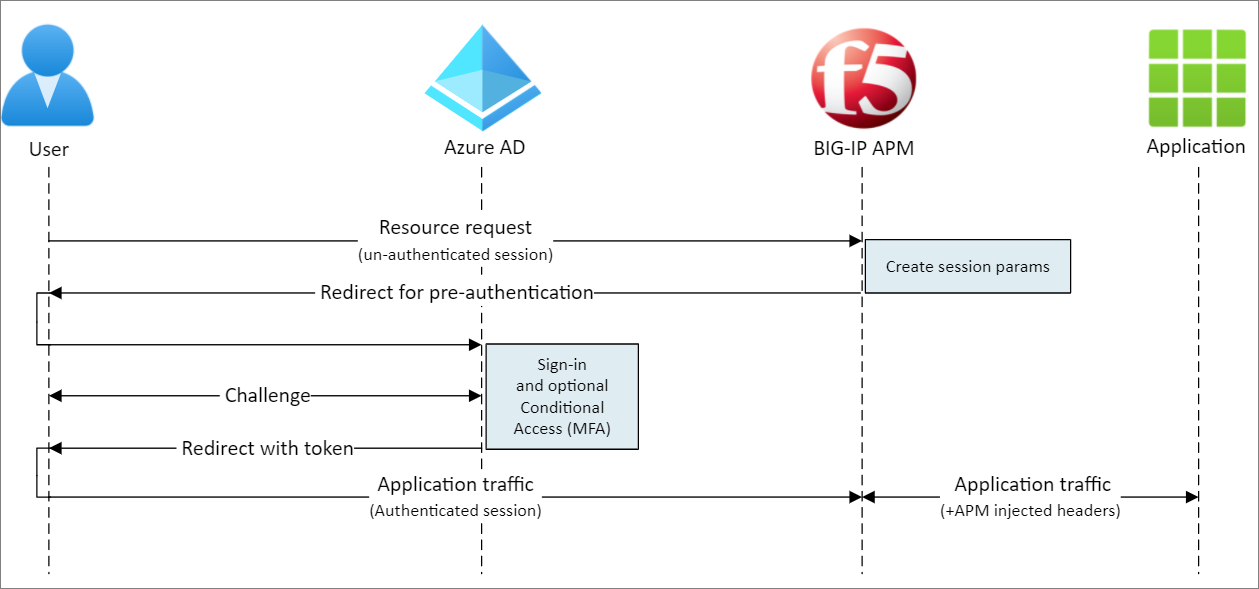 f5
User
Azure AD
BIG-IP APM
Application
Resource request
(un-authenticated session)
Create session params
Redirect for pre-authentication
Sign-in
and optional
Conditional
Access (MFA)
Challenge
Redirect with token
Application traffic
(Authenticated session)
Application traffic
(+APM injected headers)